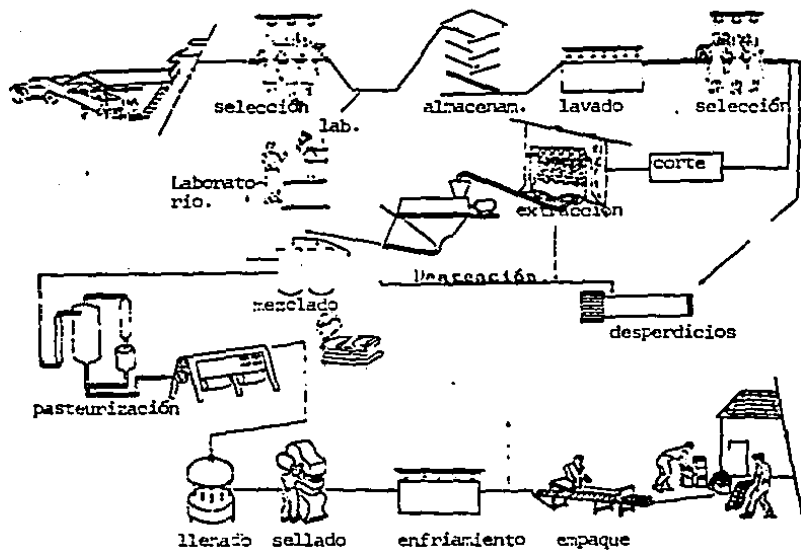 selección
almacenam.
lavado
selección
lab.
Laborato
rio.
corte
extracción
mezclado
desperdicios
pasteurización
llenado
sellado
enfriamiento
empaque